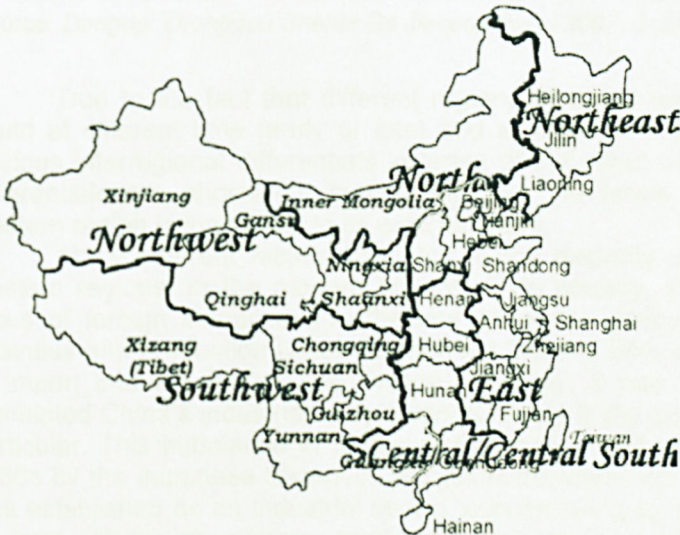 Heilongjiang
Northeast
Jilin
Liaoning
North
Beijing
Tianjin
Inner Mongolia
Xinjiang
Gansu
Hebei
Northwest
Ningxia
Shanxi
Shandong
Qinghai
Shaanxi
Henan
Jiangsu
Anhui
Shanghai
Xizang
(Tibet)
Chongqing
Hubei
Zhejiang
Sichuan
Jiangxi
Southwest
Hunan
East
Guizhou
Fujian
Yunnan
Taiwan
Central/Central South
Guangxi
Guangdong
Hainan